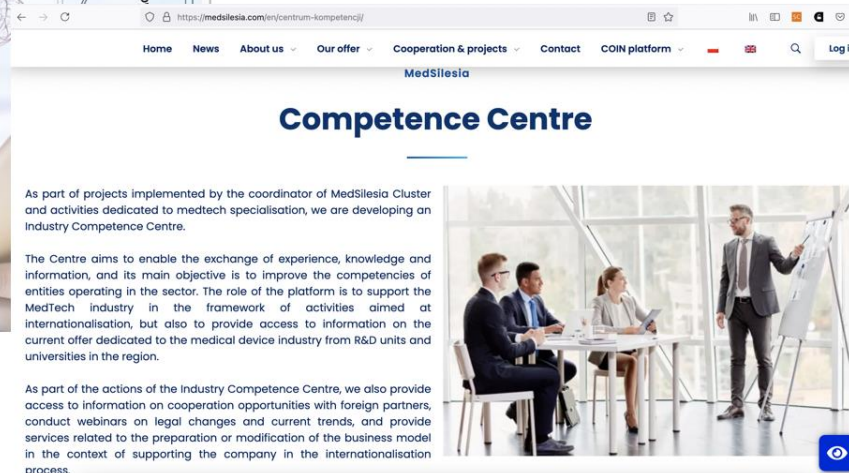 https://medsilesia.com/en/centrum-kompetencji/
Home News About us Our offer Cooperation & projects Contact COIN platform Log i
MedSilesia
Competence Centre
As part of projects implemented by the coordinator of MedSilesia Cluster
and activities dedicated to medtech specialisation, we are developing an
Industry Competence Centre.
The Centre aims to enable the exchange of experience, knowledge and
information, and its main objective is to improve the competencies of
entities operating in the sector. The role of the platform is to support the
MedTech industry in the framework of activities aimed at
internationalisation, but also to provide access to information on the
current offer dedicated to the medical device industry from R&D units and
universities in the region.
As part of the actions of the Industry Competence Centre, we also provide
access to information on cooperation opportunities with foreign partners,
conduct webinars on legal changes and current trends, and provide
services related to the preparation or modification of the business model
in the context of supporting the company in the internationalisation
process.